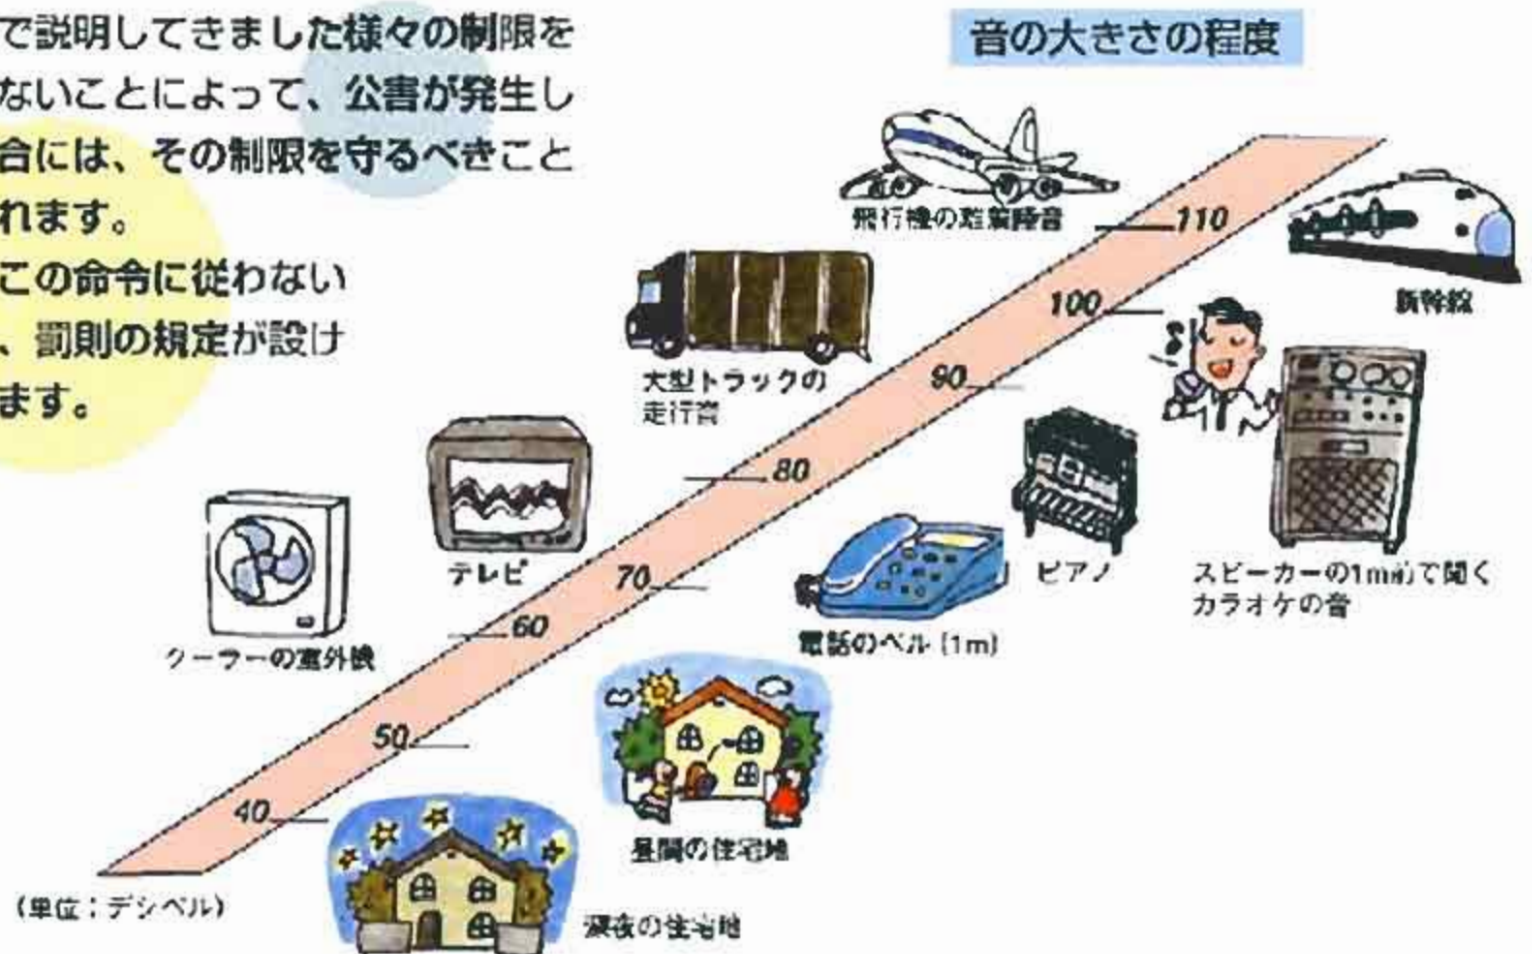 で説明してきました様々の制限を
ないことによって、公害が発生し
合には、その制限を守るべきこと
れます。
この命令に従わない
、罰則の規定が設け
ます。
音の大きさの程度
飛行機の離着陸音
110
新幹線
100
大型トラックの
走行音
90
80
テレビ
70
ピアノ
スピーカーの1m前で聞く
カラオケの音
クーラーの室外機
60
電話のベル(1m)
50
40
昼間の住宅地
深夜の住宅地
(単位:デシベル)